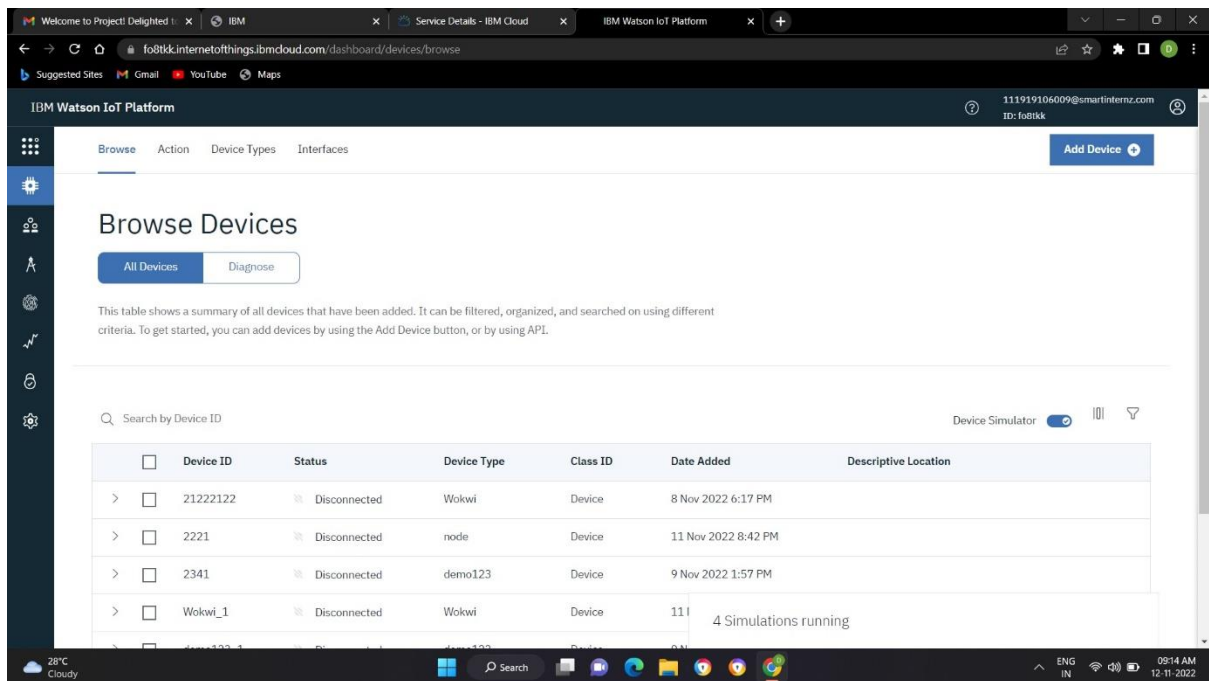 Welcome to Project! Delighted to
IBM
Service Details - IBM Cloud
IBM Watson IoT Platform
fo8tkk.internetofthings.ibmcloud.com/dashboard/devices/browse
Suggested Sites Gmail YouTube Maps
IBM Watson IoT Platform
111919106009@smartinternz.com
ID: fo8tkk
Browse Action Device Types Interfaces
Add Device
Browse Devices
All Devices Diagnose
This table shows a summary of all devices that have been added. It can be filtered, organized, and searched on using different
criteria. To get started, you can add devices by using the Add Device button, or by using API.
Search by Device ID
Device Simulator
Device ID Status Device Type Class ID Date Added Descriptive Location
21222122 Disconnected Wokwi Device 8 Nov 2022 6:17 PM
2221 Disconnected node Device 11 Nov 2022 8:42 PM
2341 Disconnected demo123 Device 9 Nov 2022 1:57 PM
Wokwi_1 Disconnected Wokwi Device 11
4 Simulations running
28°C
Cloudy
Search
ENG
IN
09:14 AM
12-11-2022